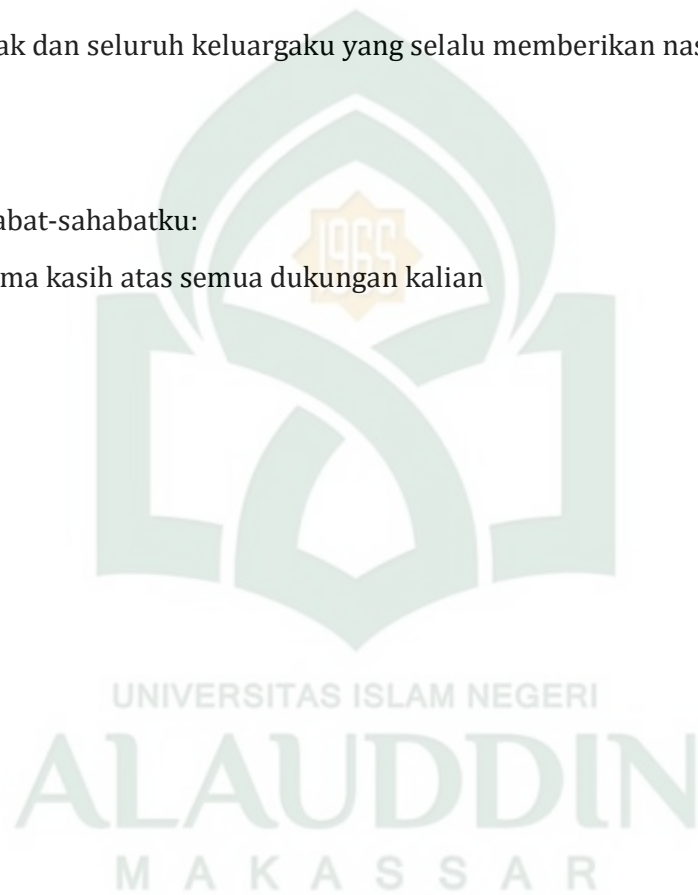 ak dan seluruh keluargaku yang selalu memberikan nas
abat-sahabatku:
ma kasih atas semua dukungan kalian
1965
UNIVERSITAS ISLAM NEGERI
ALAUDDIN
MAKASSAR